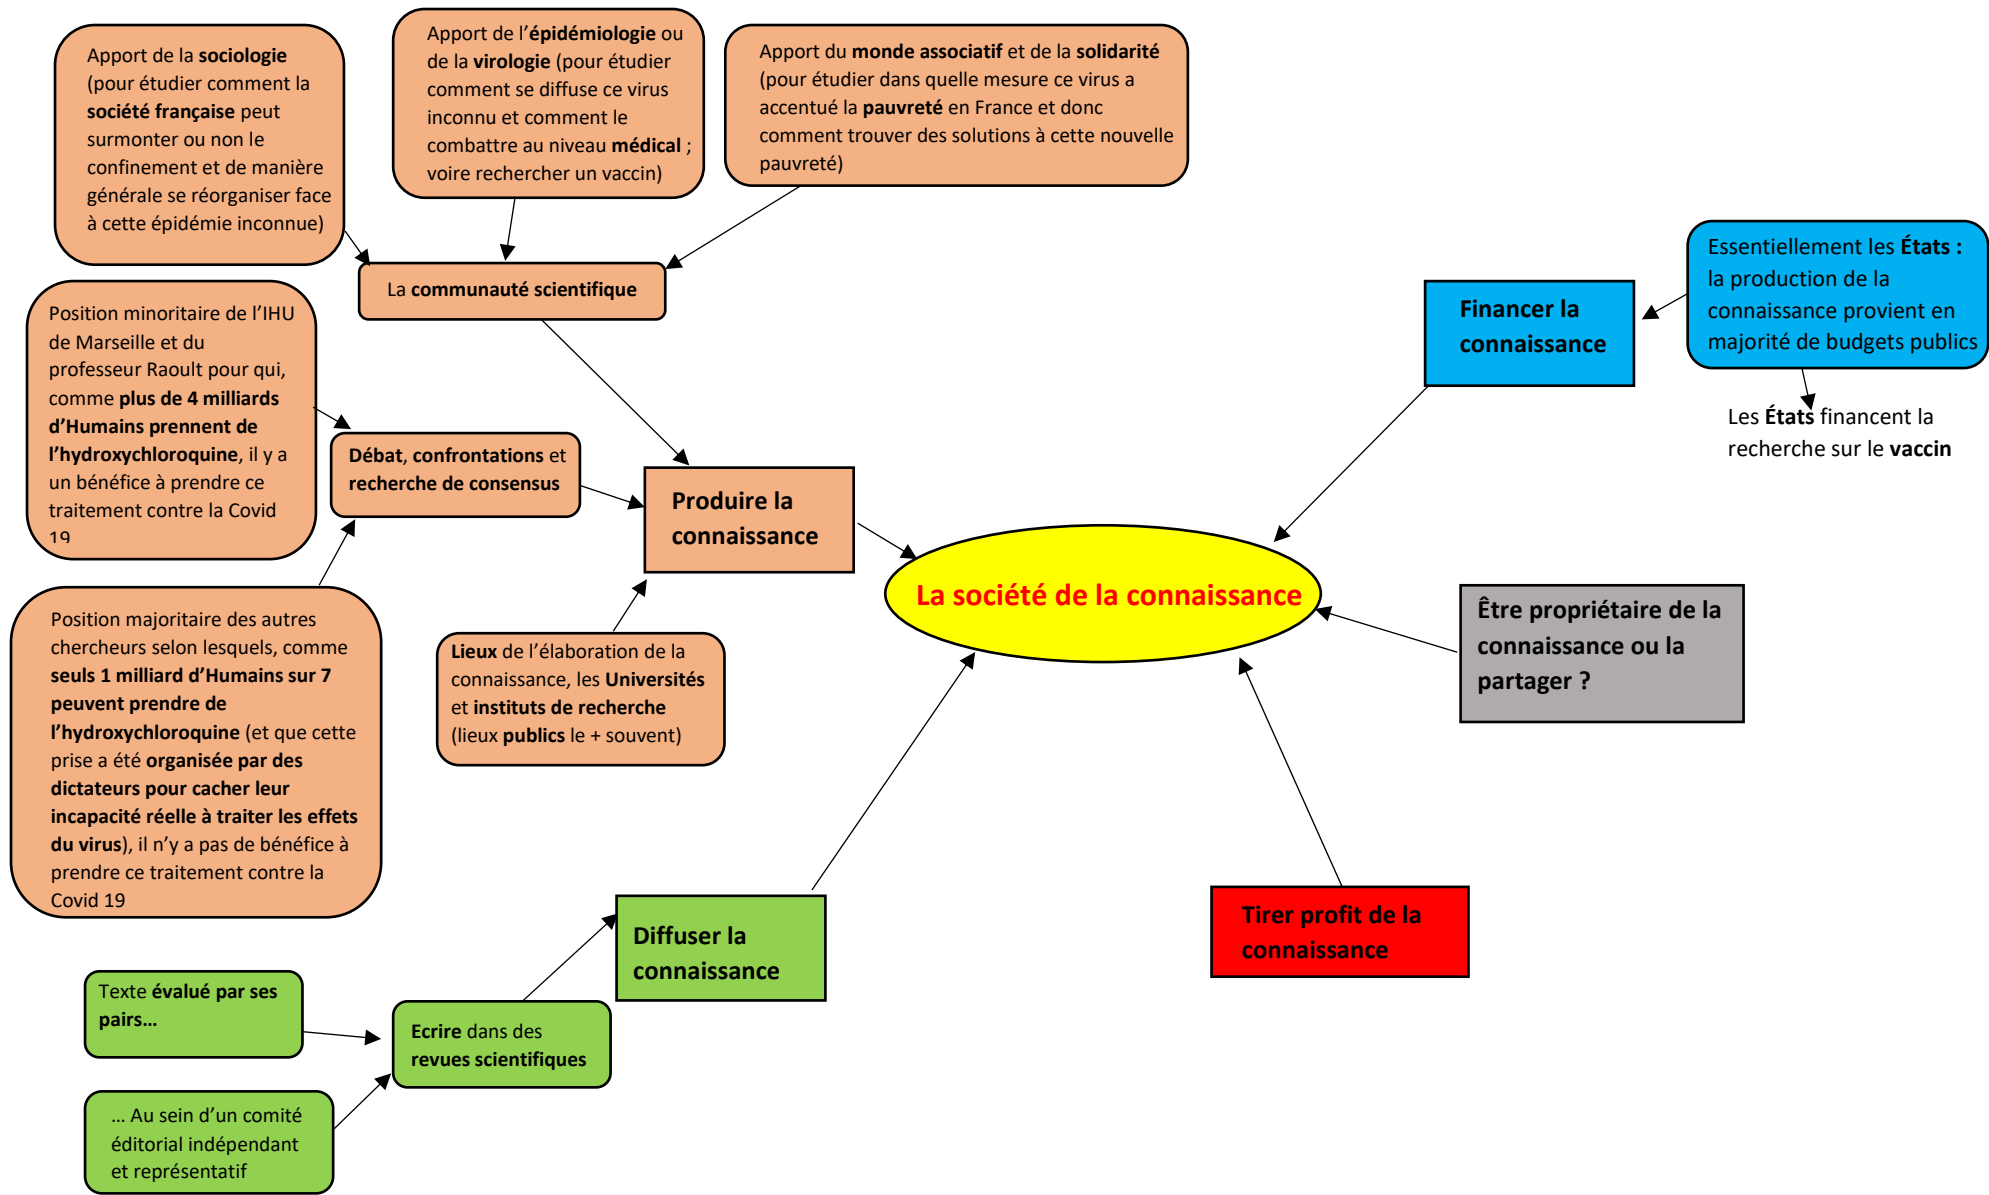 Apport de la sociologie
(pour étudier comment la
société française peut
surmonter ou non le
confinement et de manière
générale se réorganiser face
à cette épidémie inconnue)
Apport de l’épidémiologie ou
de la virologie (pour étudier
comment se diffuse ce virus
inconnu et comment le
combattre au niveau médical ;
voire rechercher un vaccin)
Apport du monde associatif et de la solidarité
(pour étudier dans quelle mesure ce virus a
accentué la pauvreté en France et donc
comment trouver des solutions à cette nouvelle
pauvreté)
La communauté scientifique
Position minoritaire de l’IHU
de Marseille et du
professeur Raoult pour qui,
comme plus de 4 milliards
d’Humains prennent de
l’hydroxychloroquine, il y a
un bénéfice à prendre ce
traitement contre la Covid
19
Débat, confrontations et
recherche de consensus
Produire la
connaissance
Position majoritaire des autres
chercheurs selon lesquels, comme
seuls 1 milliard d’Humains sur 7
peuvent prendre de
l’hydroxychloroquine (et que cette
prise a été organisée par des
dictateurs pour cacher leur
incapacité réelle à traiter les effets
du virus), il n’y a pas de bénéfice à
prendre ce traitement contre la
Covid 19
Lieux de l’élaboration de la
connaissance, les Universités
et instituts de recherche
(lieux publics le + souvent)
La société de la connaissance
Financer la
connaissance
Essentiellement les États :
la production de la
connaissance provient en
majorité de budgets publics
Les États financent la
recherche sur le vaccin
Être propriétaire de la
connaissance ou la
partager ?
Tirer profit de la
connaissance
Diffuser la
connaissance
Texte évalué par ses
pairs…
Ecrire dans des
revues scientifiques
… Au sein d’un comité
éditorial indépendant
et représentatif